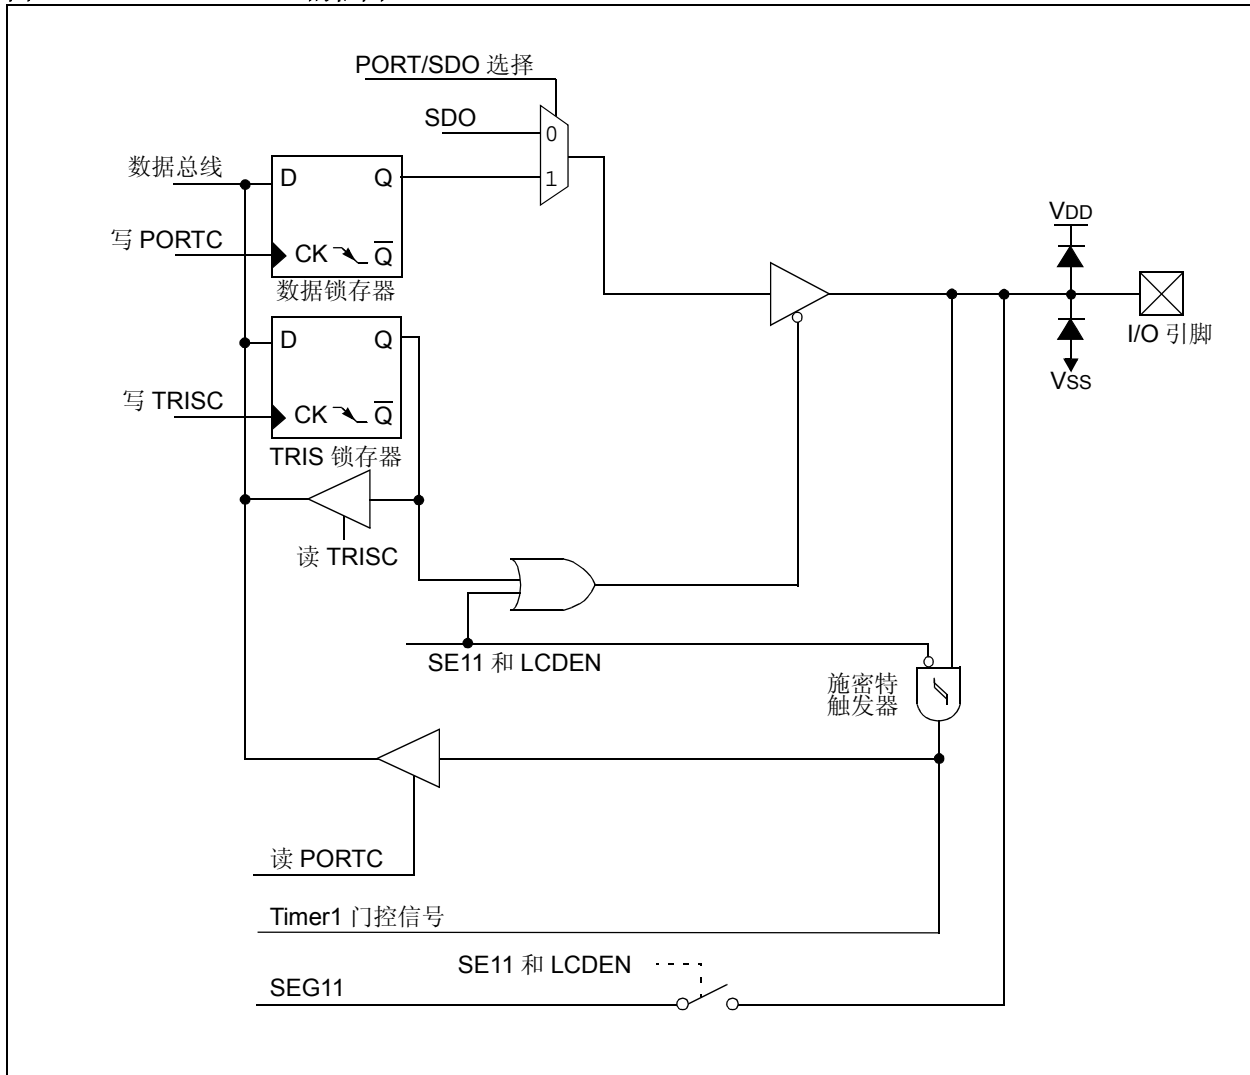 PORT/SDO 选择
SDO
0
数据总线
D Q
1
写 PORTC
CK Q
数据锁存器
VDD
I/O 引脚
VSS
D Q
写 TRISC
CK Q
TRIS 锁存器
读 TRISC
SE11 和 LCDEN
施密特
触发器
读 PORTC
Timer1 门控信号
SE11 和 LCDEN
SEG11